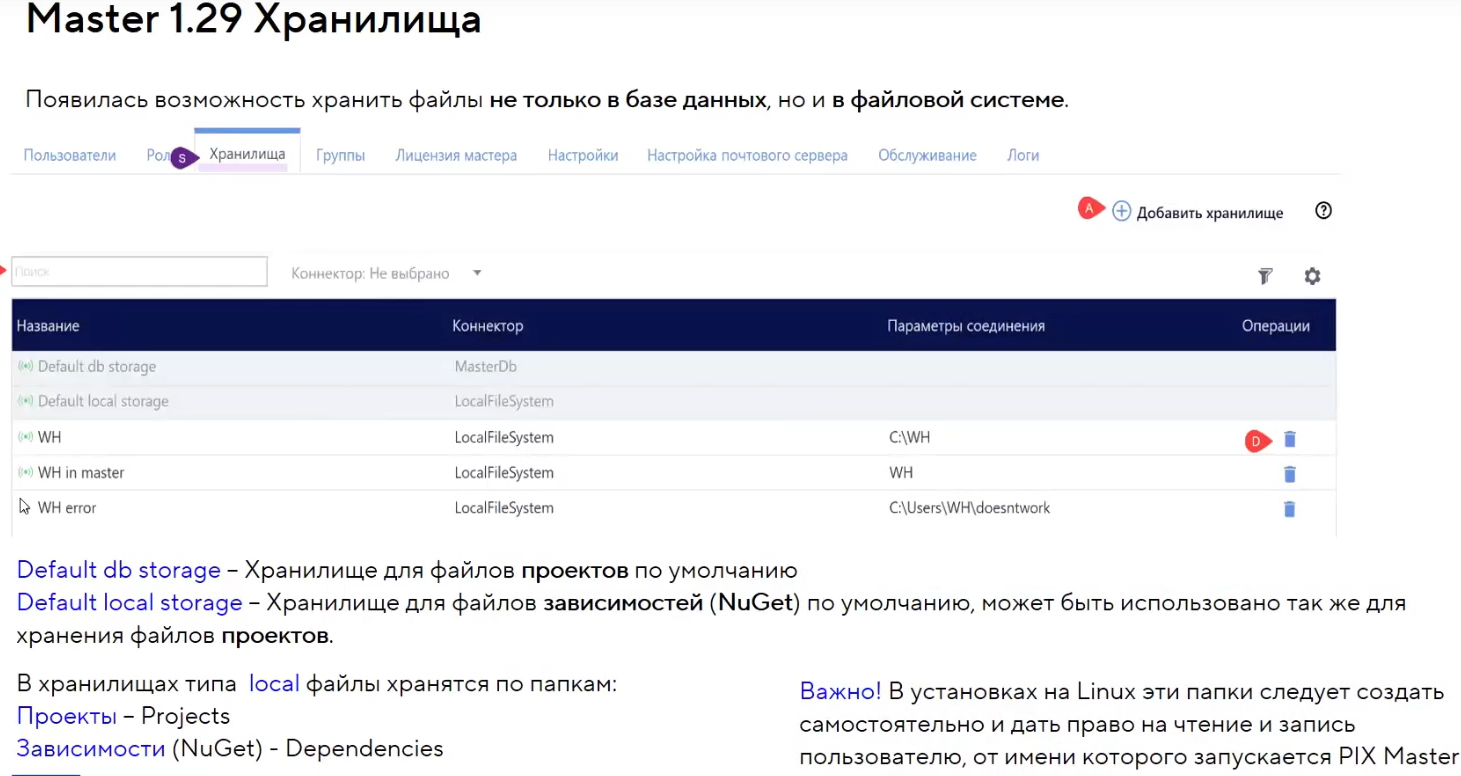 Master 1.29 Хранилища
Появилась возможность хранить файлы не только в базе данных, но и в файловой системе.
Пользователи Рол S Хранилища Группы Лицензия мастера Настройки Настройка почтового сервера Обслуживание Логи
A Добавить хранилище ?
Поиск Коннектор: Не выбрано
Название Коннектор Параметры соединения Операции
Default db storage MasterDb
Default local storage LocalFileSystem
WH LocalFileSystem C:\WH D
WH in master LocalFileSystem WH
WH error LocalFileSystem C:\Users\WH\doesntwork
Default db storage – Хранилище для файлов проектов по умолчанию
Default local storage – Хранилище для файлов зависимостей (NuGet) по умолчанию, может быть использовано так же для
хранения файлов проектов.
В хранилищах типа local файлы хранятся по папкам:
Проекты – Projects
Зависимости (NuGet) - Dependencies
Важно! В установках на Linux эти папки следует создать
самостоятельно и дать право на чтение и запись
пользователю, от имени которого запускается PIX Master